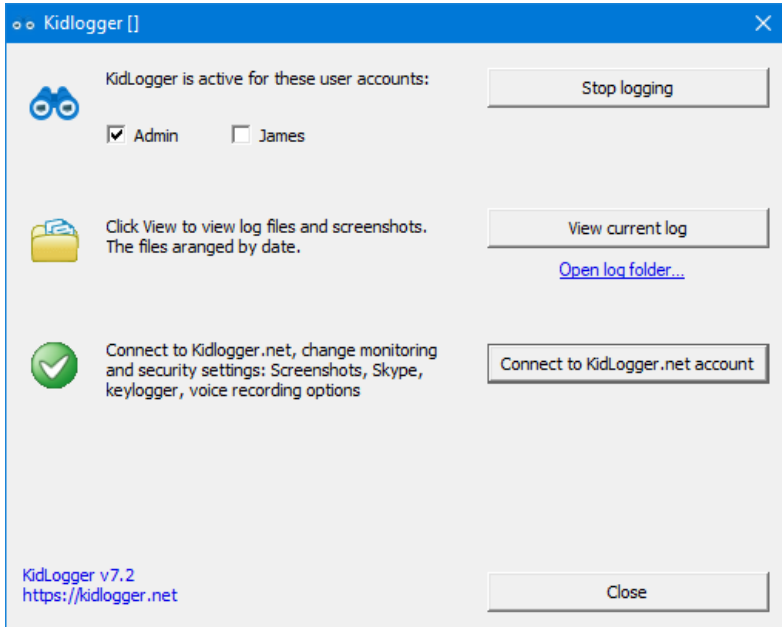 Kidlogger []
KidLogger is active for these user accounts:
Stop logging
Admin
James
Click View to view log files and screenshots.
The files aranged by date.
View current log
Open log folder...
Connect to Kidlogger.net, change monitoring
and security settings: Screenshots, Skype,
keylogger, voice recording options
Connect to KidLogger.net account
KidLogger v7.2
https://kidlogger.net
Close